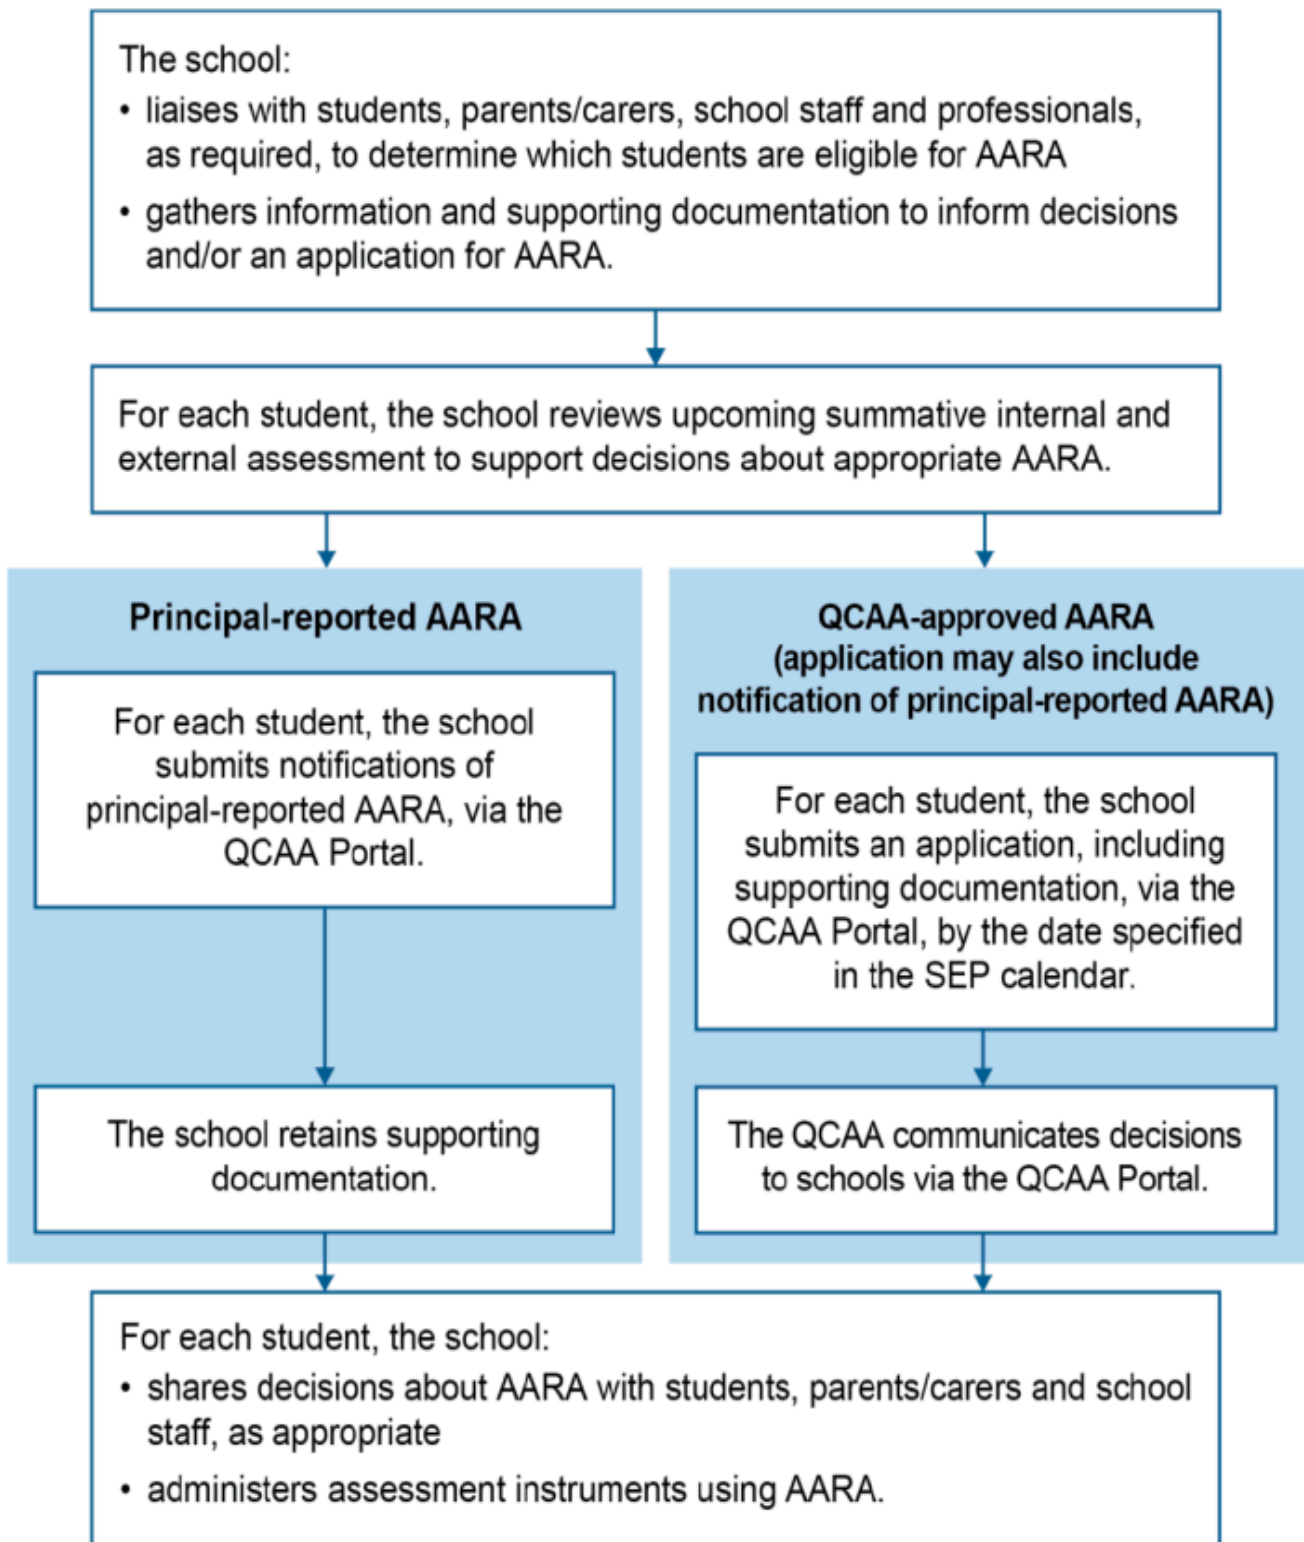 The school:
• liaises with students, parents/carers, school staff and professionals,
as required, to determine which students are eligible for AARA
• gathers information and supporting documentation to inform decisions
and/or an application for AARA.
For each student, the school reviews upcoming summative internal and
external assessment to support decisions about appropriate AARA.
Principal-reported AARA
For each student, the school
submits notifications of
principal-reported AARA, via the
QCAA Portal.
The school retains supporting
documentation.
QCAA-approved AARA
(application may also include
notification of principal-reported AARA)
For each student, the school
submits an application, including
supporting documentation, via the
QCAA Portal, by the date specified
in the SEP calendar.
The QCAA communicates decisions
to schools via the QCAA Portal.
For each student, the school:
• shares decisions about AARA with students, parents/carers and school
staff, as appropriate
• administers assessment instruments using AARA.